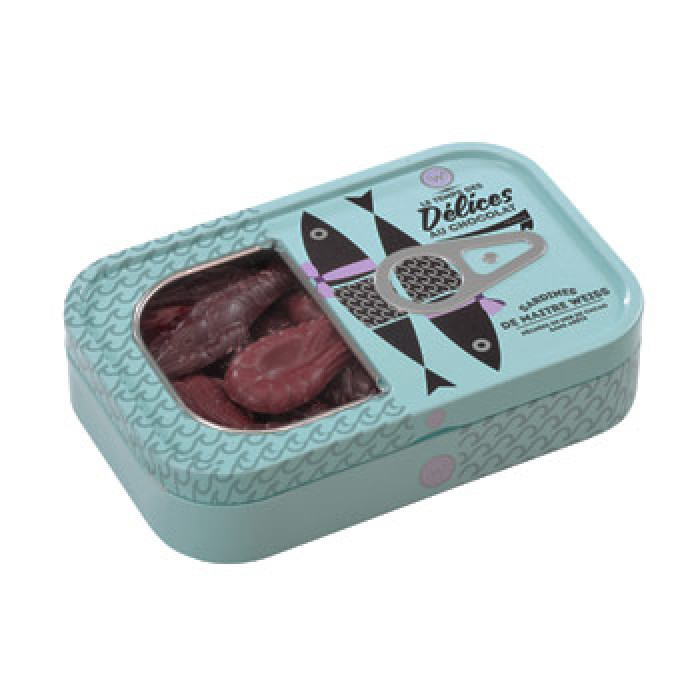 W
LE TEMPS DES
Délices
AU CHOCOLAT
SARDINES
DE MAITRE WEISS